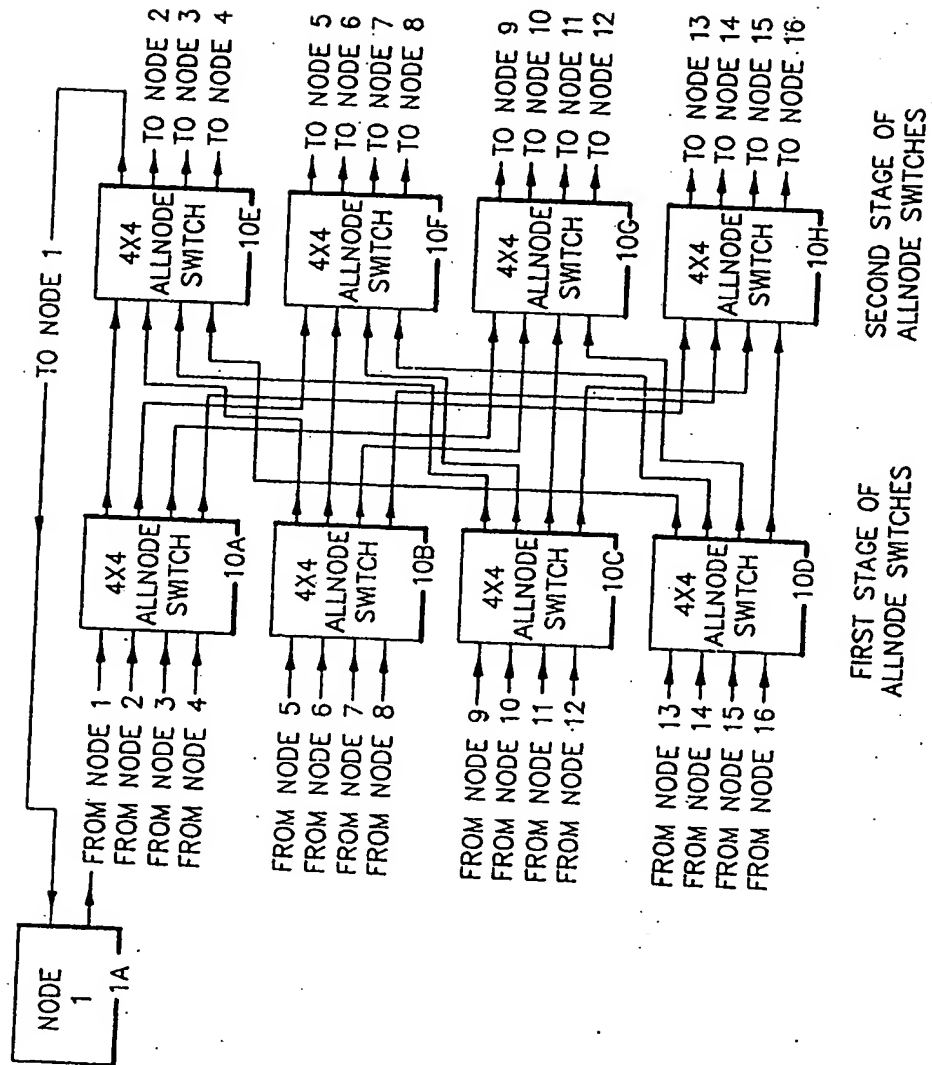 TO NODE 1
NODE
1
1A
FROM NODE 1
FROM NODE 2
FROM NODE 3
FROM NODE 4
4X4
ALLNODE
SWITCH
10A
4X4
ALLNODE
SWITCH
10E
TO NODE 2
TO NODE 3
TO NODE 4
FROM NODE 5
FROM NODE 6
FROM NODE 7
FROM NODE 8
4X4
ALLNODE
SWITCH
10B
4X4
ALLNODE
SWITCH
10F
TO NODE 5
TO NODE 6
TO NODE 7
TO NODE 8
FROM NODE 9
FROM NODE 10
FROM NODE 11
FROM NODE 12
4X4
ALLNODE
SWITCH
10C
4X4
ALLNODE
SWITCH
10G
TO NODE 9
TO NODE 10
TO NODE 11
TO NODE 12
FROM NODE 13
FROM NODE 14
FROM NODE 15
FROM NODE 16
4X4
ALLNODE
SWITCH
10D
4X4
ALLNODE
SWITCH
10H
TO NODE 13
TO NODE 14
TO NODE 15
TO NODE 16
FIRST STAGE OF
ALLNODE SWITCHES
SECOND STAGE OF
ALLNODE SWITCHES